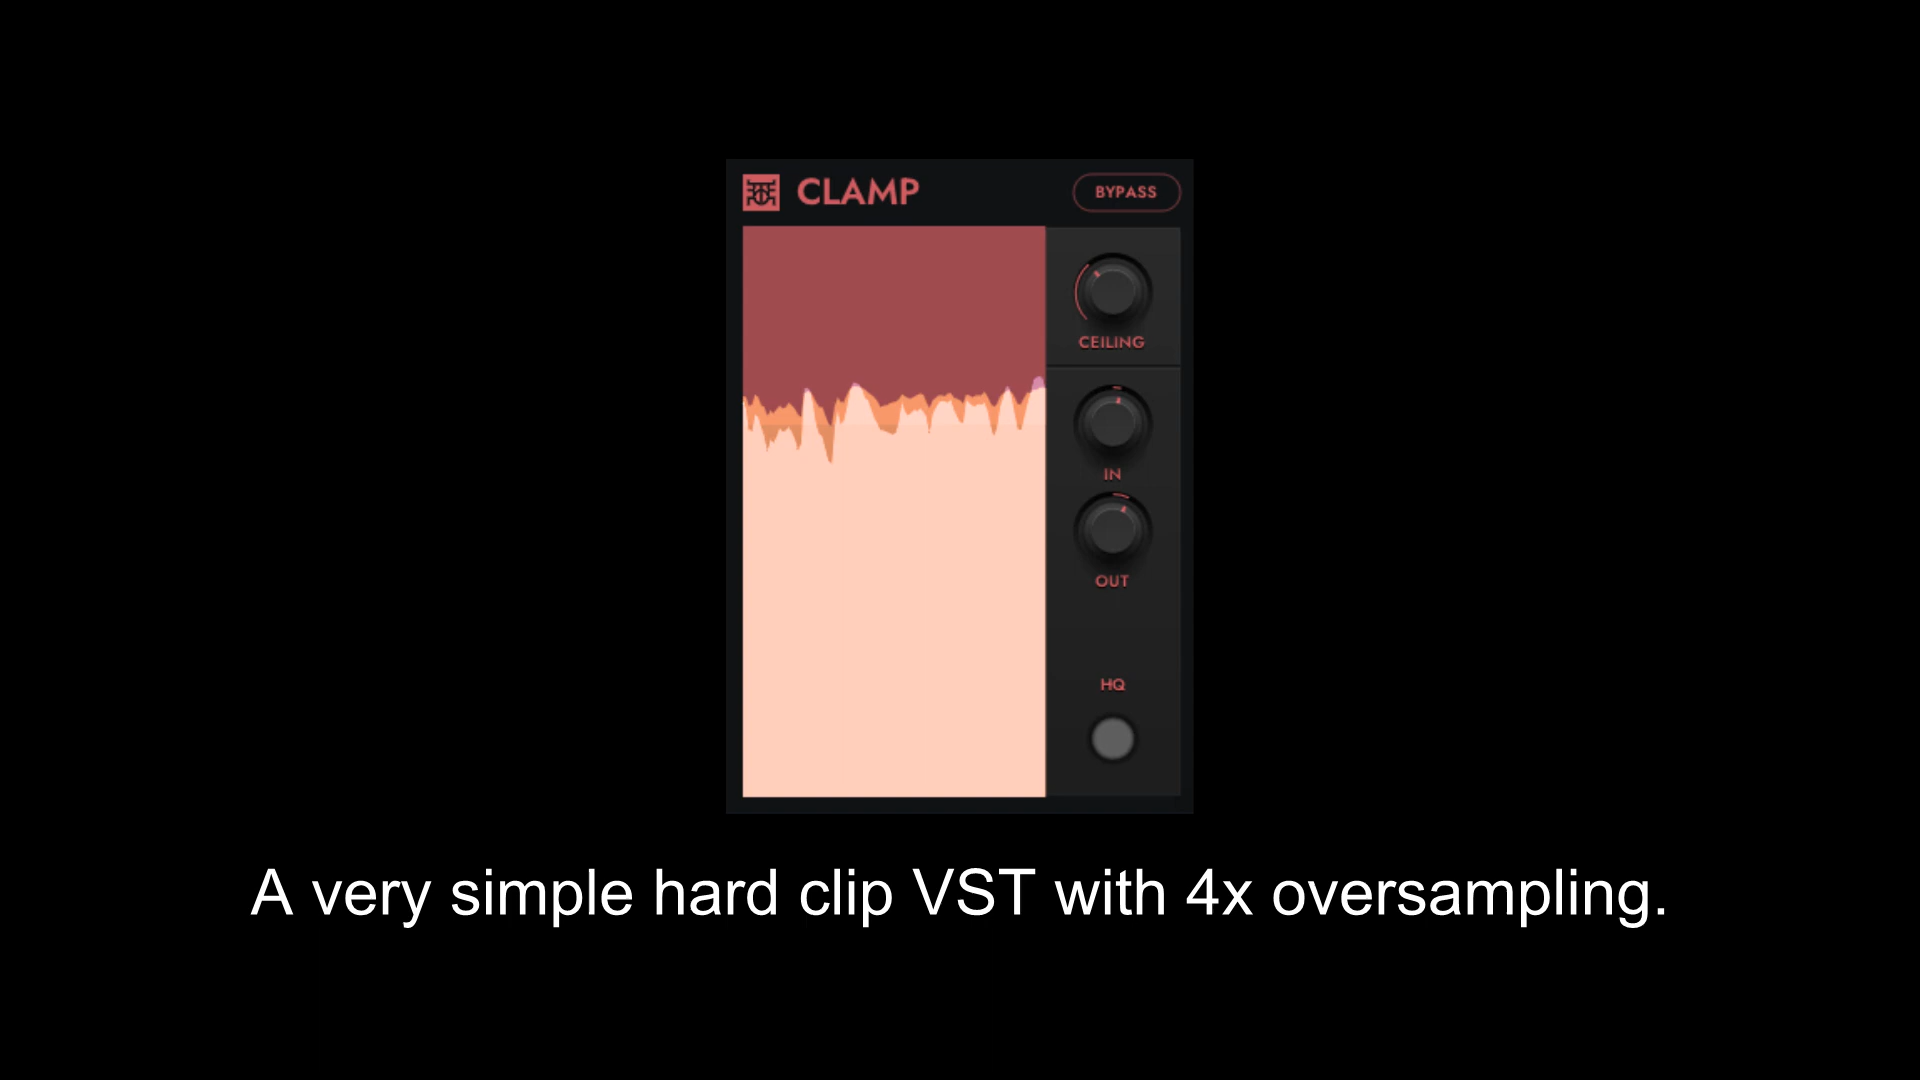 CLAMP
BYPASS
CEILING
IN
OUT
HQ
A very simple hard clip VST with 4x oversampling.